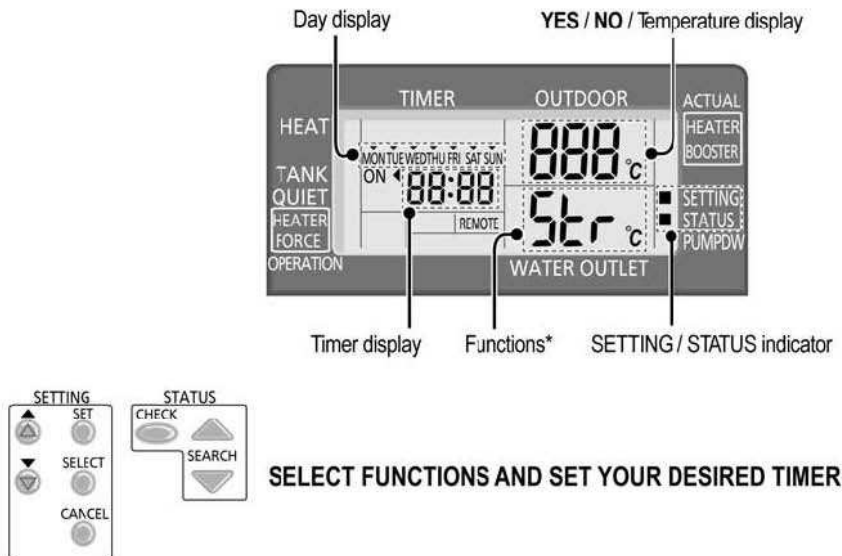 Day display
YES / NO / Temperature display
TIMER
OUTDOOR
ACTUAL
HEAT
HEATER
BOOSTER
MON TUE WED THU FRI SAT SUN
888 °C
TANK
ON
88:88
QUIET
SETTING
HEATER
REMOTE
Str °C
STATUS
FORCE
PUMPDW
OPERATION
WATER OUTLET
Timer display
Functions*
SETTING / STATUS indicator
SETTING
STATUS
SET
CHECK
SELECT
SEARCH
CANCEL
SELECT FUNCTIONS AND SET YOUR DESIRED TIMER